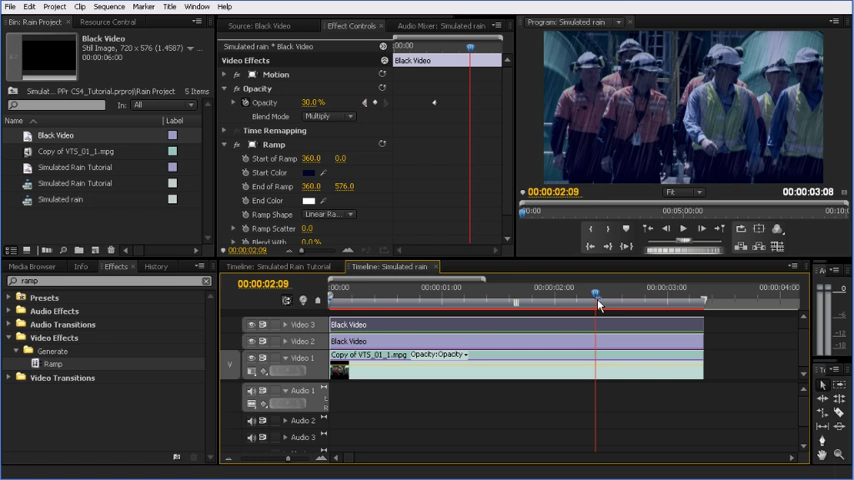 File Edit Project Clip Sequence Marker Title Window Help
Bin: Rain Project Resource Central
Black Video
Still Image, 720 x 576 (1.4587)
00:00:06:00
Simulat... PPr CS4_Tutorial.prproj\Rain Project 5 Items
In: All
Name Label
Black Video
Copy of VTS_01_1.mpg
Simulated Rain Tutorial
Simulated Rain Tutorial
Simulated rain
Source: Black Video Effect Controls Audio Mixer: Simulated rain
Simulated rain * Black Video :00:00
Video Effects Black Video
Motion
Opacity
Opacity 30.0 %
Blend Mode Multiply
Time Remapping
Ramp
Start of Ramp 360.0 0.0
Start Color
End of Ramp 360.0 576.0
End Color
Ramp Shape Linear Ra...
Ramp Scatter 0.0
Blend With 0.0 %
00:00:02:09
Program: Simulated rain
00:00:02:09 Fit 00:00:03:08
00:00 00:05:00:00 00:10:0
Media Browser Info Effects History
ramp
Presets
Audio Effects
Audio Transitions
Video Effects
Generate
Ramp
Video Transitions
Timeline: Simulated Rain Tutorial Timeline: Simulated rain
00:00:02:09 :00:00 00:00:01:00 00:00:02:00 00:00:03:00 00:00:04:00
Video 3 Black Video
Video 2 Black Video
V Video 1 Copy of VTS_01_1.mpg Opacity:Opacity
Audio 1
Audio 2
Audio 3
0